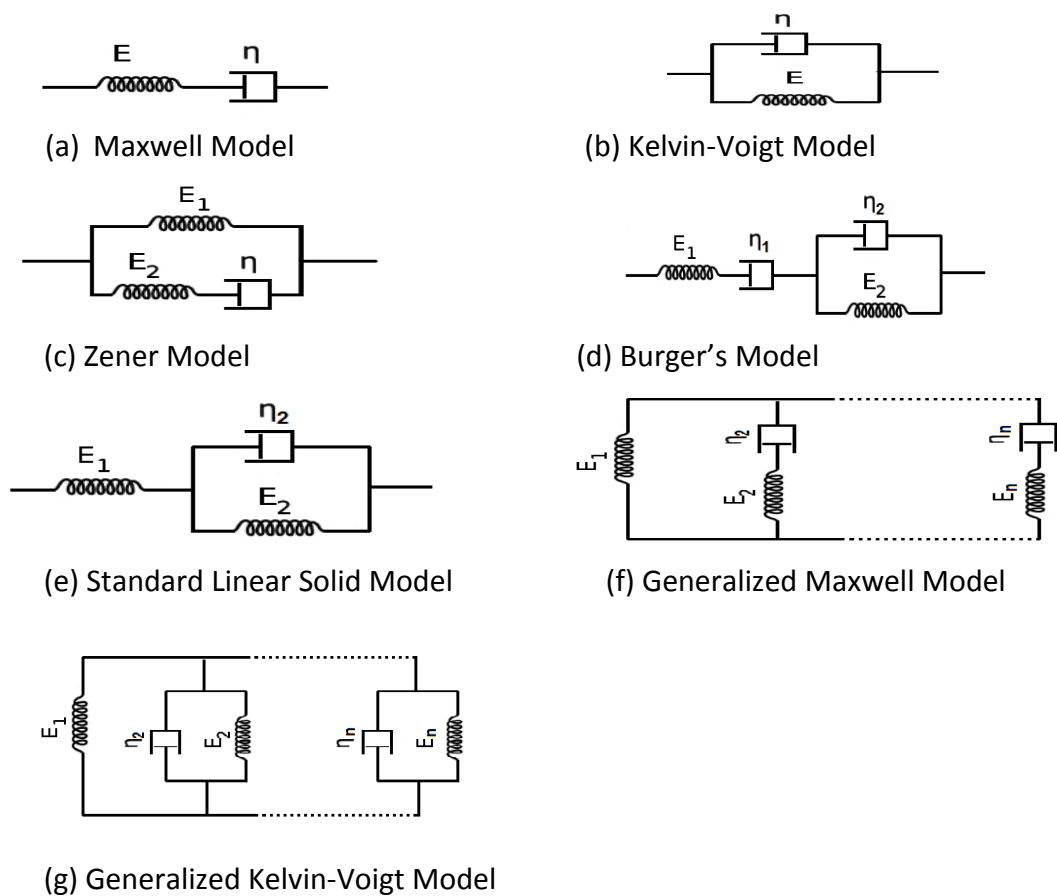 E η
(a) Maxwell Model
η
E
(b) Kelvin-Voigt Model
E₁
E₂ η
(c) Zener Model
E₁ η₁ η₂
E₂
(d) Burger’s Model
E₁ η₂
E₂
(e) Standard Linear Solid Model
E₁ η₂ ηn
E₂ En
(f) Generalized Maxwell Model
E₁ η₂ E₂ ηn En
(g) Generalized Kelvin-Voigt Model